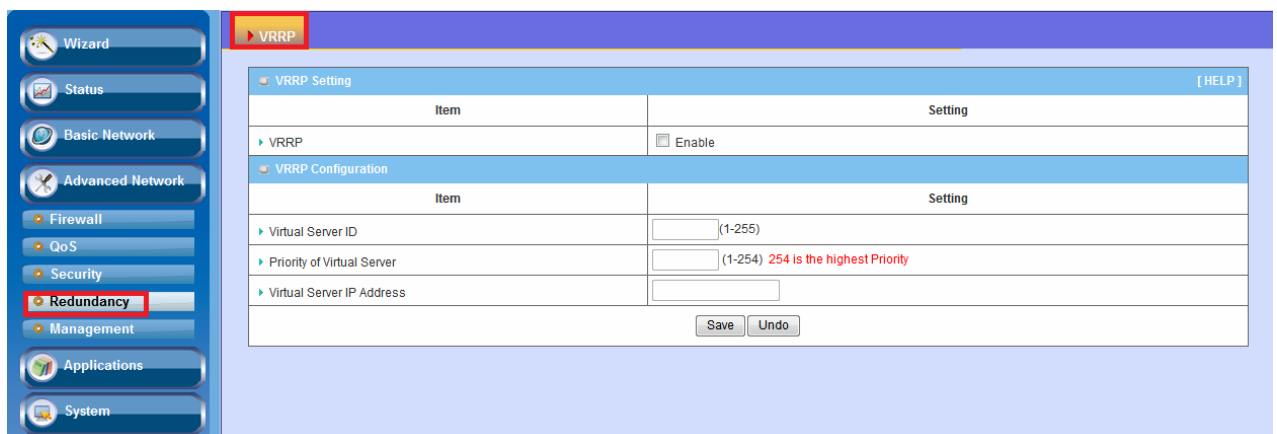 Wizard
Status
Basic Network
Advanced Network
Firewall
QoS
Security
Redundancy
Management
Applications
System
VRRP
VRRP Setting [ HELP ]
Item Setting
VRRP Enable
VRRP Configuration
Item Setting
Virtual Server ID (1-255)
Priority of Virtual Server (1-254) 254 is the highest Priority
Virtual Server IP Address
Save Undo